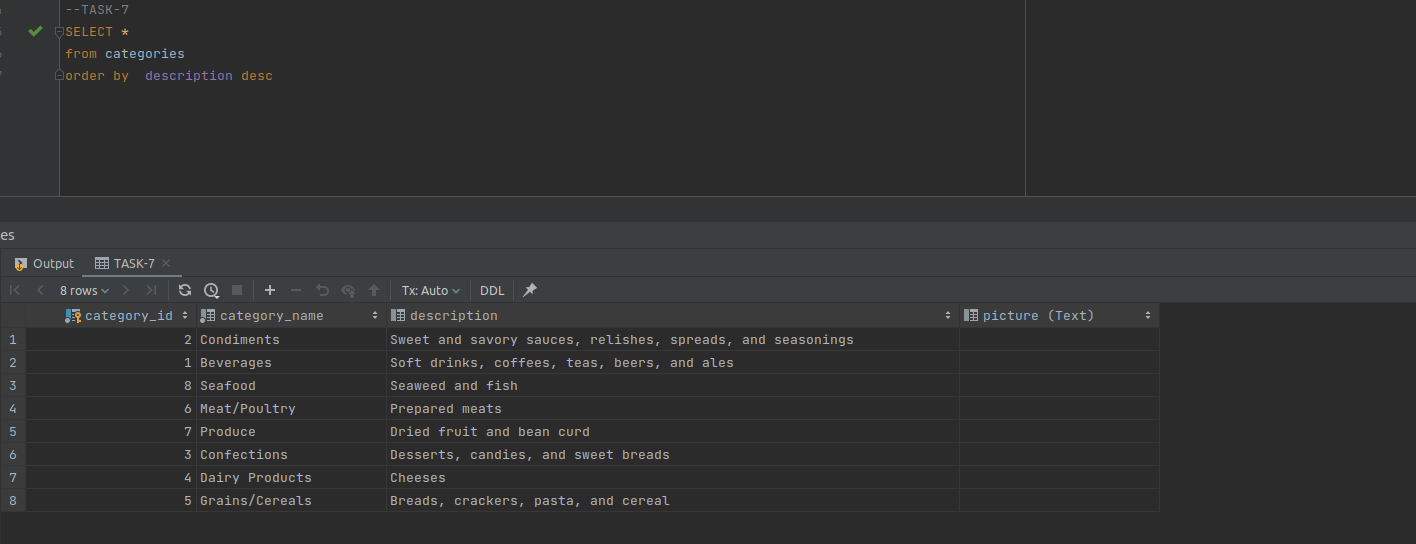 --TASK-7
SELECT *
from categories
order by  description desc
es
Output TASK-7
8 rows Tx: Auto DDL
category_id category_name description picture (Text)
1 2 Condiments Sweet and savory sauces, relishes, spreads, and seasonings
2 1 Beverages Soft drinks, coffees, teas, beers, and ales
3 8 Seafood Seaweed and fish
4 6 Meat/Poultry Prepared meats
5 7 Produce Dried fruit and bean curd
6 3 Confections Desserts, candies, and sweet breads
7 4 Dairy Products Cheeses
8 5 Grains/Cereals Breads, crackers, pasta, and cereal